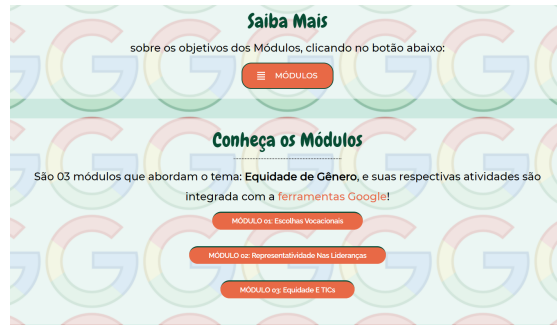 Saiba Mais
sobre os objetivos dos Módulos, clicando no botão abaixo:
MÓDULOS
Conheça os Módulos
São 03 módulos que abordam o tema: Equidade de Gênero, e suas respectivas atividades são
integrada com a ferramentas Google!
MÓDULO 01: Escolhas Vocacionais
MÓDULO 02: Representatividade Nas Lideranças
MÓDULO 03: Equidade E TICs